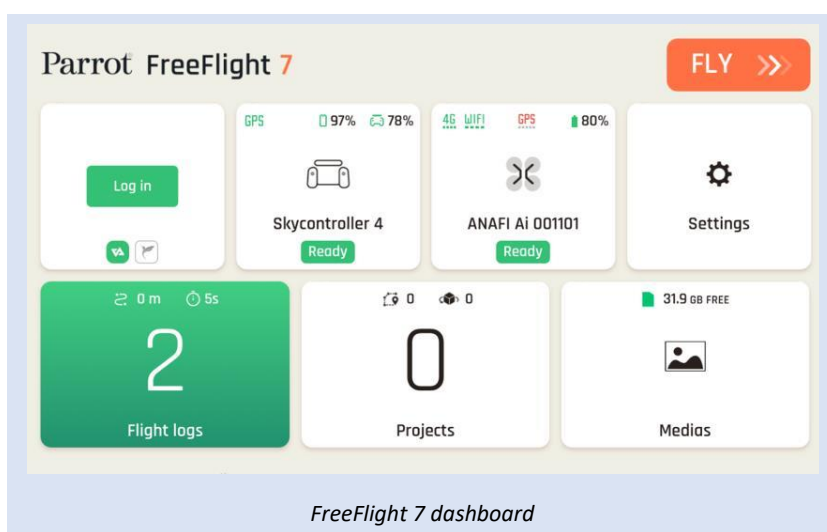 Parrot FreeFlight 7
FLY
Log in
GPS 97% 78%
Skycontroller 4
Ready
4G WIFI GPS 80%
ANAFI Ai 001101
Ready
Settings
0 m 5s
2
Flight logs
0 0
0
Projects
31.9 GB FREE
Medias
FreeFlight 7 dashboard